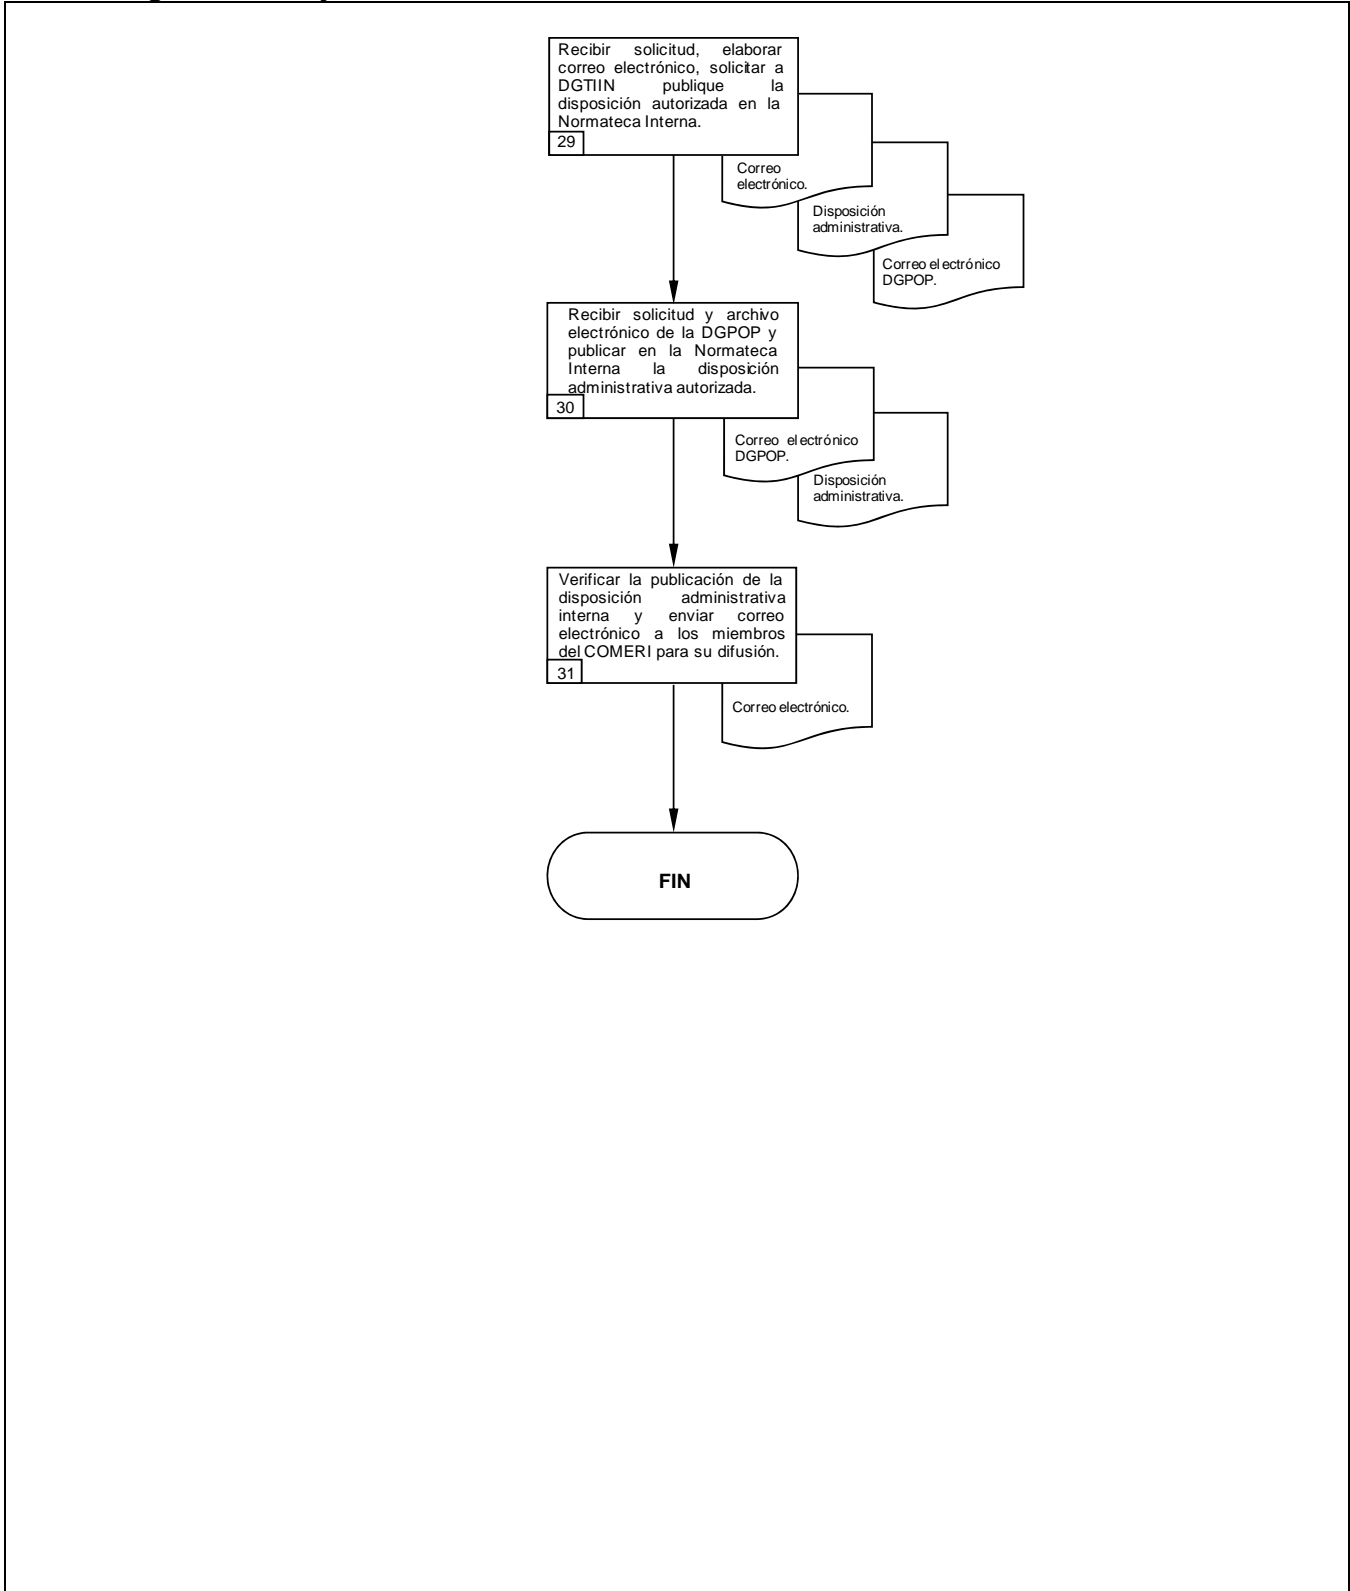 Recibir solicitud, elaborar
correo electrónico, solicitar a
DGTIIN publique la
disposición autorizada en la
Normateca Interna.
29
Correo
electrónico.
Disposición
administrativa.
Correo electrónico
DGPOP.
Recibir solicitud y archivo
electrónico de la DGPOP y
publicar en la Normateca
Interna la disposición
administrativa autorizada.
30
Correo electrónico
DGPOP.
Disposición
administrativa.
Verificar la publicación de la
disposición administrativa
interna y enviar correo
electrónico a los miembros
del COMERI para su difusión.
31
Correo electrónico.
FIN